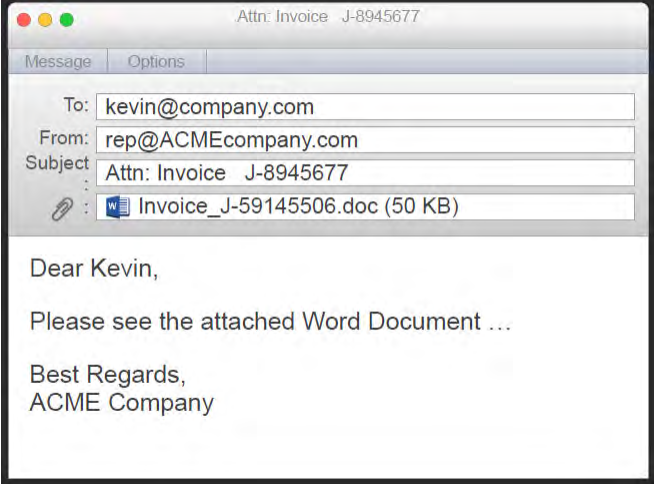 Attn: Invoice J-8945677
Message Options
To: kevin@company.com
From: rep@ACMEcompany.com
Subject : Attn: Invoice J-8945677
: Invoice_J-59145506.doc (50 KB)
Dear Kevin,
Please see the attached Word Document …
Best Regards,
ACME Company